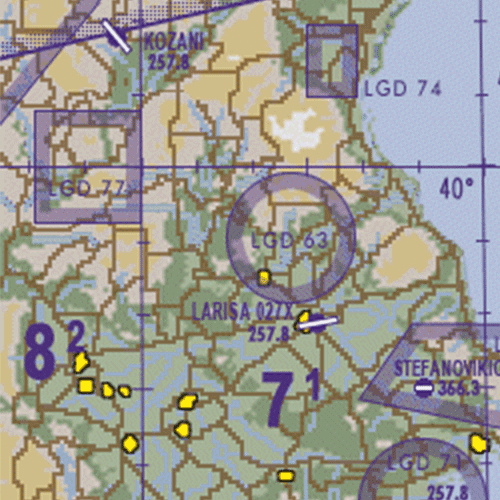 KOZANI
257.8
LGD 74
LGD 77
40°
LGD 63
LARISA 02/X
257.8
8²
7¹
STEFANOVIKIO
366.3
LGD 71
257.8